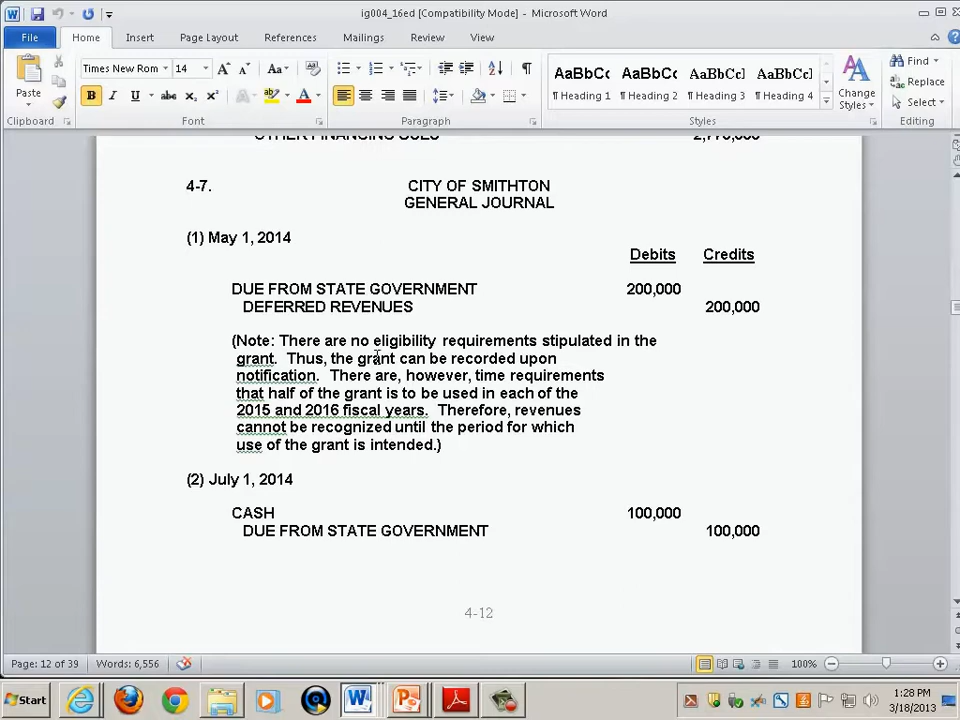 ig004_16ed [Compatibility Mode] - Microsoft Word
File Home Insert Page Layout References Mailings Review View
Paste
Times New Rom 14
Clipboard Font Paragraph Styles Editing
AaBbCc AaBbCc AaBbCc] AaBbCc]
¶ Heading 1 ¶ Heading 2 ¶ Heading 3 ¶ Heading 4
Change Styles
Find
Replace
Select
OTHER FINANCING USES
4-7. CITY OF SMITHTON
GENERAL JOURNAL
(1) May 1, 2014
Debits Credits
DUE FROM STATE GOVERNMENT 200,000
DEFERRED REVENUES 200,000
(Note: There are no eligibility requirements stipulated in the
grant. Thus, the grant can be recorded upon
notification. There are, however, time requirements
that half of the grant is to be used in each of the
2015 and 2016 fiscal years. Therefore, revenues
cannot be recognized until the period for which
use of the grant is intended.)
(2) July 1, 2014
CASH 100,000
DUE FROM STATE GOVERNMENT 100,000
4-12
Page: 12 of 39 Words: 6,556 100%
Start
1:28 PM
3/18/2013